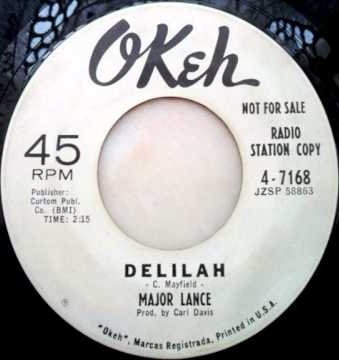 OKeh
NOT FOR SALE
45
RPM
RADIO
STATION COPY
Publisher:
Curtom Publ.
Co. (BMI)
TIME: 2:15
4-7168
JZSP 58863
DELILAH
- C. Mayfield -
MAJOR LANCE
Prod. by Carl Davis
"Okeh", Marcas Registrada, Printed in U.S.A.